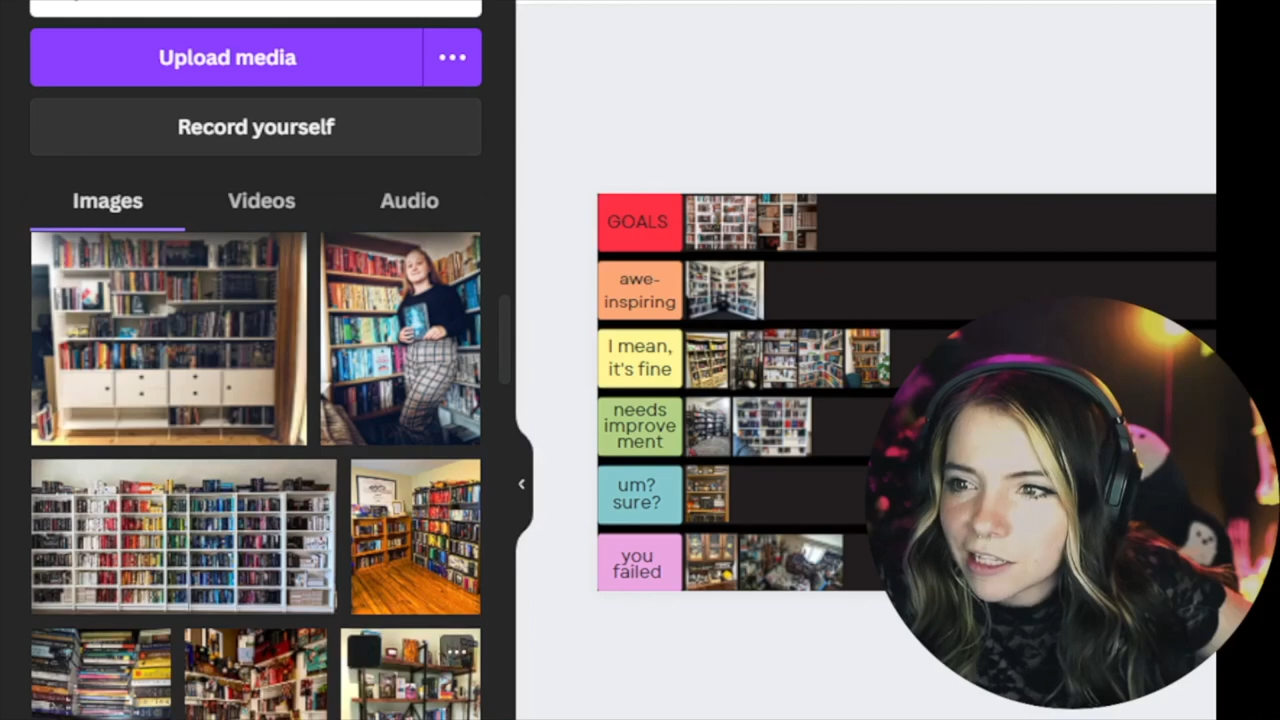 Upload media
Record yourself
Images
Videos
Audio
GOALS
awe-
inspiring
I mean,
it's fine
needs
improve
ment
um?
sure?
you
failed